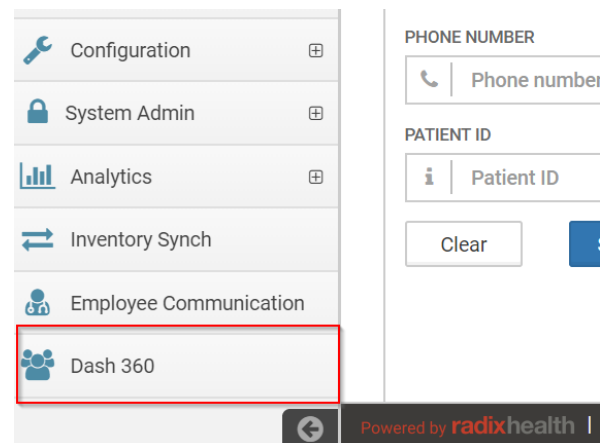 Configuration
System Admin
Analytics
Inventory Synch
Employee Communication
Dash 360
PHONE NUMBER
Phone number
PATIENT ID
Patient ID
Clear
Powered by radixhealth |